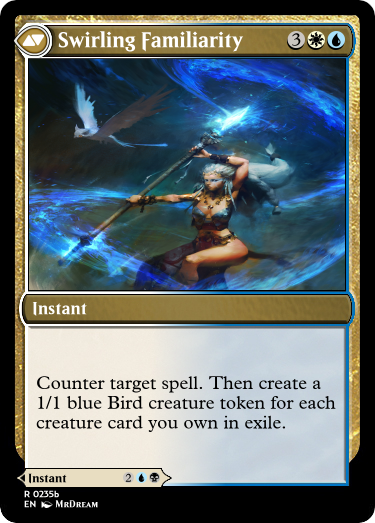 Swirling Familiarity 3
Instant
Counter target spell. Then create a
1/1 blue Bird creature token for each
creature card you own in exile.
Instant 2
R 0235b
EN MrDream